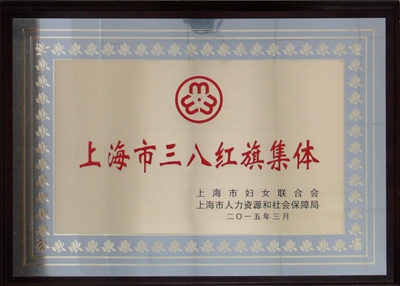 上海市三八红旗集体
上海市妇女联合会
上海市人力资源和社会保障局
二〇一五年三月